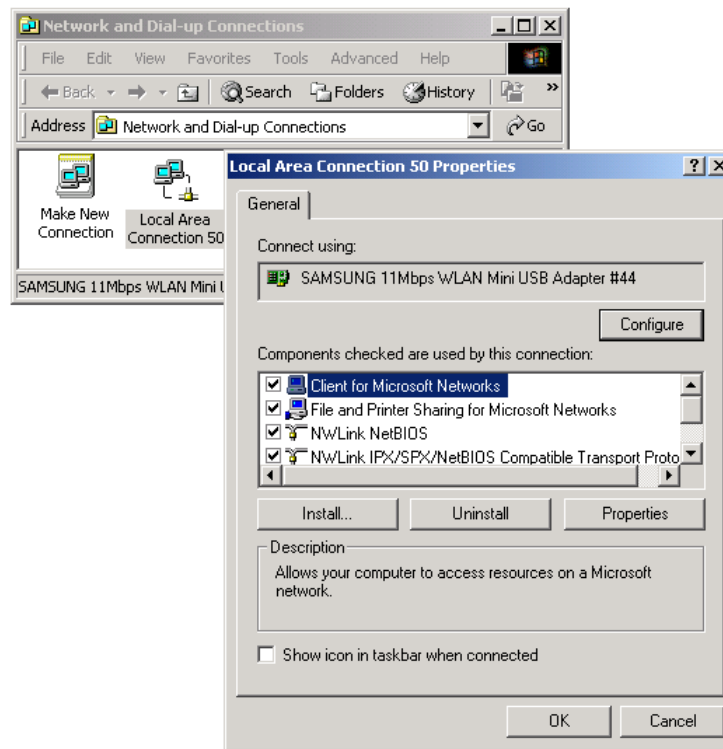 Network and Dial-up Connections
File Edit View Favorites Tools Advanced Help
Back Search Folders History »
Address Network and Dial-up Connections Go
Make New
Connection
Local Area
Connection 50
SAMSUNG 11Mbps WLAN Mini
Local Area Connection 50 Properties
General
Connect using:
SAMSUNG 11Mbps WLAN Mini USB Adapter #44
Configure
Components checked are used by this connection:
Client for Microsoft Networks
File and Printer Sharing for Microsoft Networks
NWLink NetBIOS
NWLink IPX/SPX/NetBIOS Compatible Transport Proto
Install... Uninstall Properties
Description
Allows your computer to access resources on a Microsoft
network.
Show icon in taskbar when connected
OK Cancel